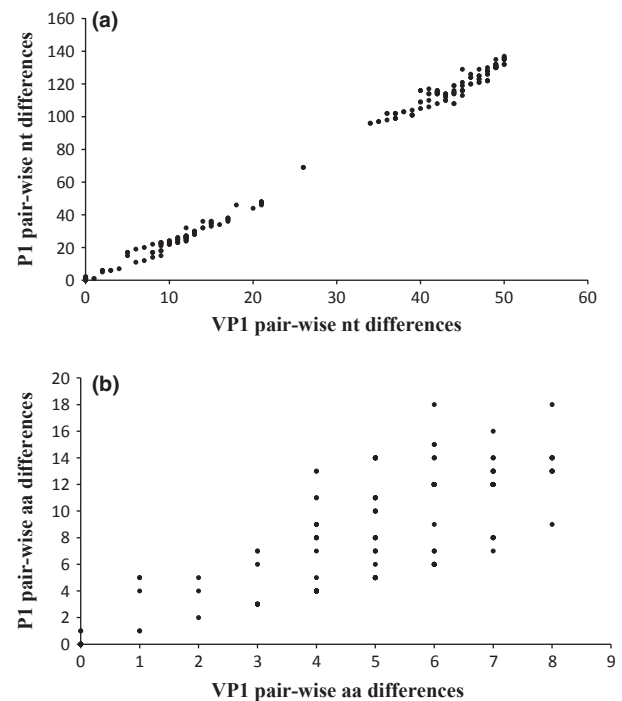 (a)
P1 pair-wise nt differences
160
140
120
100
80
60
40
20
0
0 10 20 30 40 50 60
VP1 pair-wise nt differences
(b)
P1 pair-wise aa differences
20
18
16
14
12
10
8
6
4
2
0
0 1 2 3 4 5 6 7 8 9
VP1 pair-wise aa differences